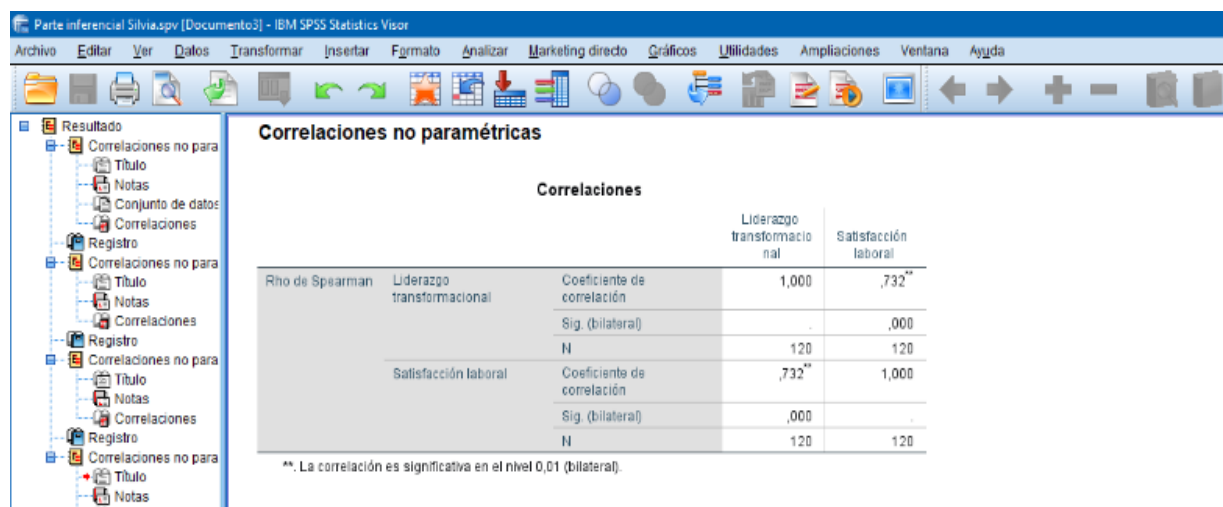 Parte inferencial Silvia.spv [Documento3] - IBM SPSS Statistics Visor
Archivo Editar Ver Datos Transformar Insertar Formato Analizar Marketing directo Gráficos Utilidades Ampliaciones Ventana Ayuda
Resultado
Correlaciones no para
Título
Notas
Conjunto de datos
Correlaciones
Registro
Correlaciones no para
Título
Notas
Correlaciones
Registro
Correlaciones no para
Título
Notas
Correlaciones
Registro
Correlaciones no para
Título
Notas
Correlaciones no paramétricas
Correlaciones
Liderazgo
transformacio
nal
Satisfacción
laboral
Rho de Spearman Liderazgo
transformacional
Coeficiente de
correlación
1,000 ,732**
Sig. (bilateral) . ,000
N 120 120
Satisfacción laboral Coeficiente de
correlación
,732** 1,000
Sig. (bilateral) ,000 .
N 120 120
**. La correlación es significativa en el nivel 0,01 (bilateral).